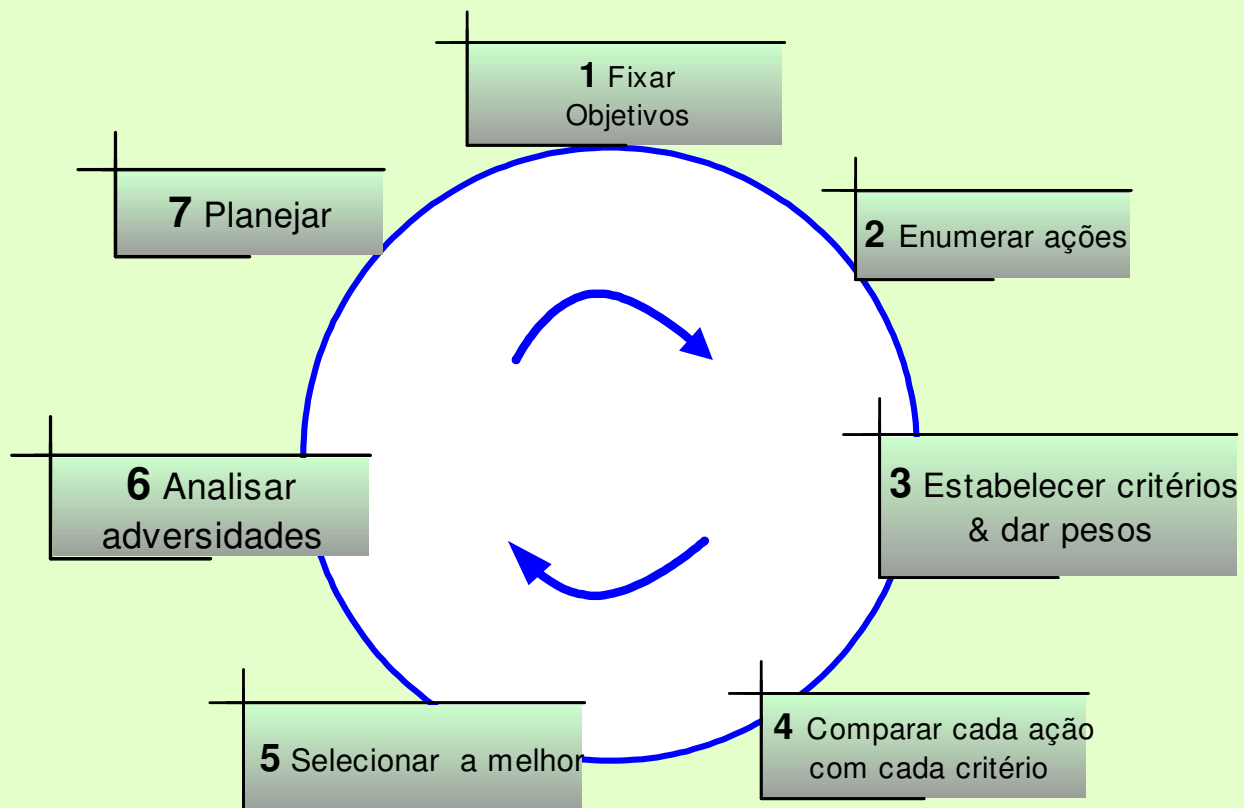 1 Fixar
Objetivos
2 Enumerar ações
3 Estabelecer critérios
& dar pesos
4 Comparar cada ação
com cada critério
5 Selecionar a melhor
6 Analisar
adversidades
7 Planejar